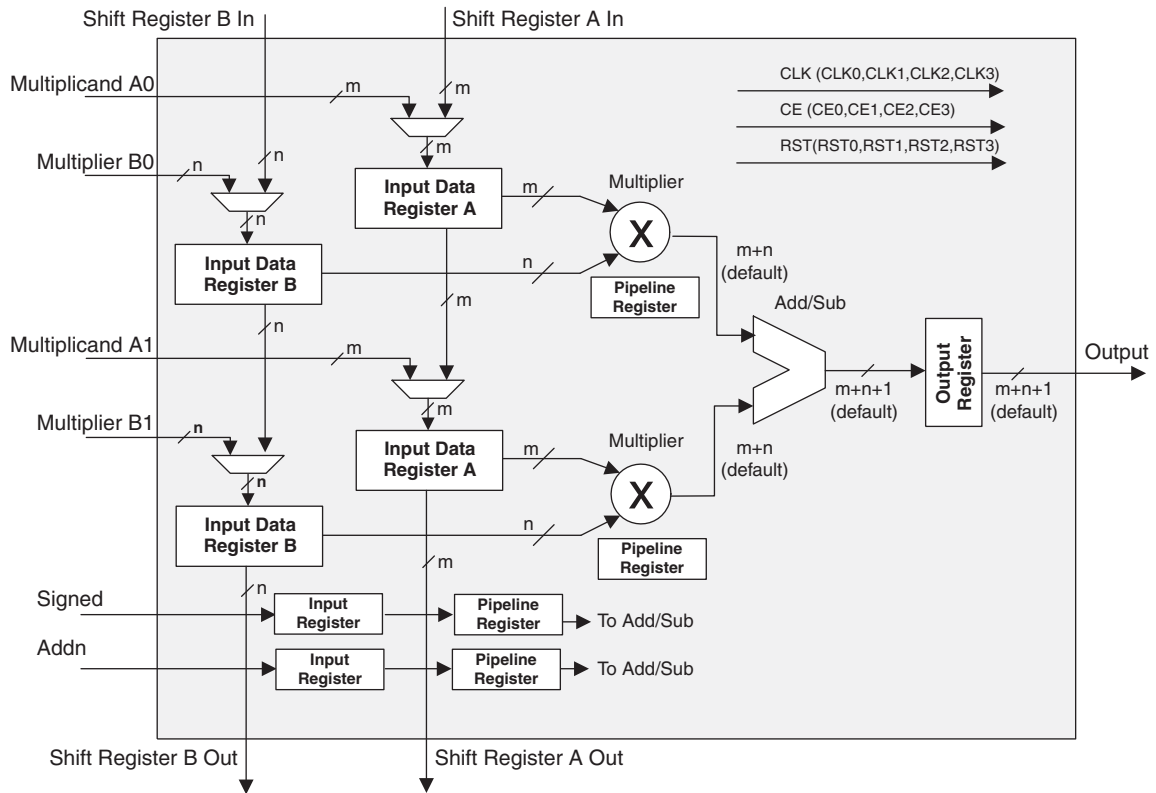 Shift Register B In
Shift Register A In
Multiplicand A0
m
m
CLK (CLK0,CLK1,CLK2,CLK3)
CE (CE0,CE1,CE2,CE3)
RST(RST0,RST1,RST2,RST3)
m
Multiplier B0
n
n
Input Data
Register A
m
Multiplier
X
n
Input Data
Register B
n
m+n
(default)
Pipeline
Register
m
n
Add/Sub
Multiplicand A1
m
Output
Register
Output
m+n+1
(default)
m+n+1
(default)
m
Multiplier B1
n
Input Data
Register A
m
Multiplier
X
m+n
(default)
n
Input Data
Register B
n
Pipeline
Register
m
n
Signed
Input
Register
Pipeline
Register
To Add/Sub
Addn
Input
Register
Pipeline
Register
To Add/Sub
Shift Register B Out
Shift Register A Out